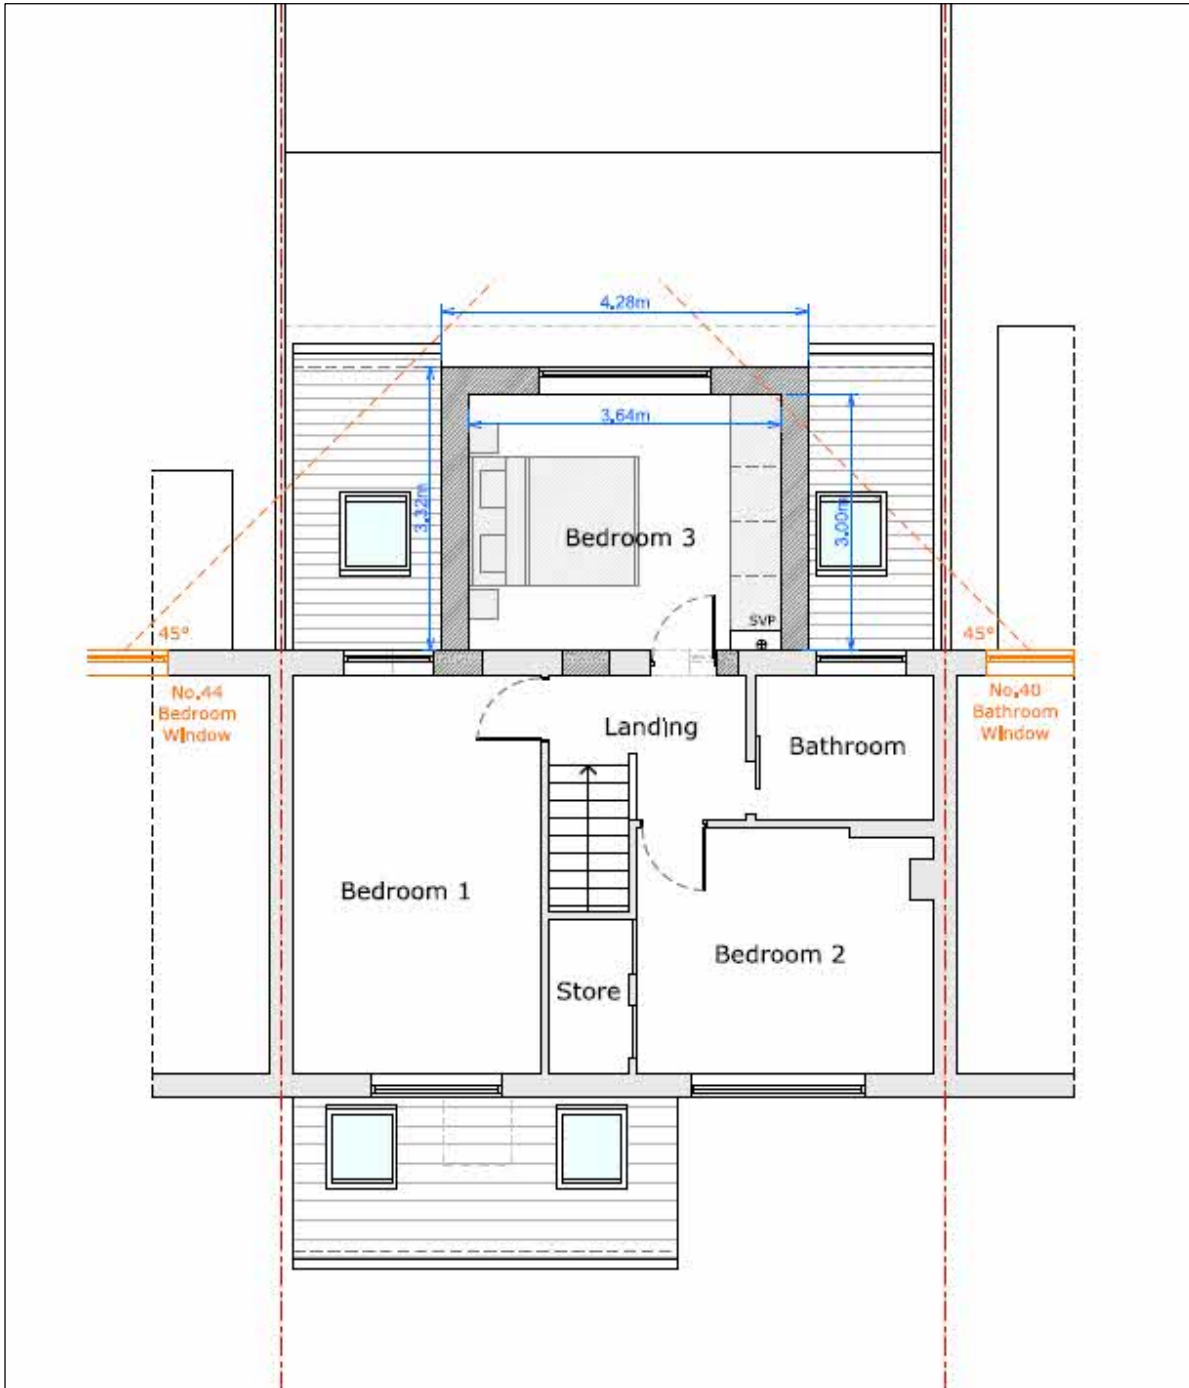 4.28m
3.64m
3.32m
3.00m
Bedroom 3
SVP
45°
45°
No.44
Bedroom
Window
No.40
Bathroom
Window
Landing
Bathroom
Bedroom 1
Bedroom 2
Store